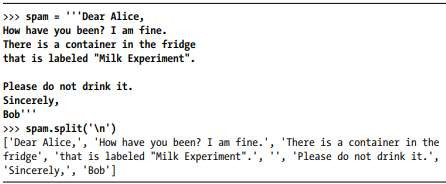 >>> spam = '''Dear Alice,
How have you been? I am fine.
There is a container in the fridge
that is labeled "Milk Experiment".

Please do not drink it.
Sincerely,
Bob'''
>>> spam.split('\n')
['Dear Alice,', 'How have you been? I am fine.', 'There is a container in the
fridge', 'that is labeled "Milk Experiment".', '', 'Please do not drink it.',
'Sincerely,', 'Bob']